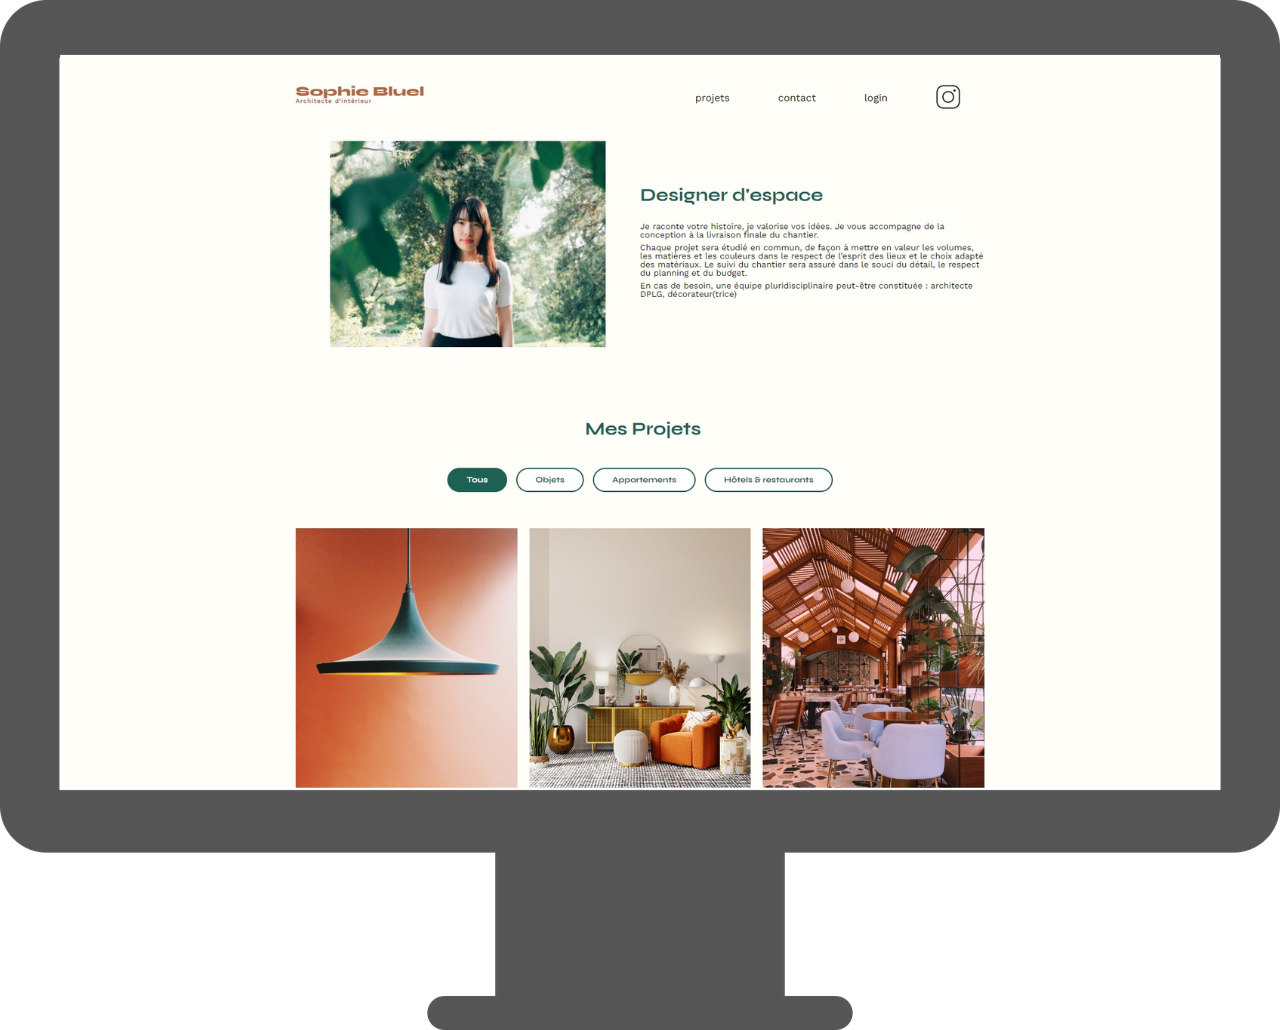 Sophie Bluel
Architecte d'intérieur
projets
contact
login
Designer d'espace
Je raconte votre histoire, je valorise vos idées. Je vous accompagne de la
conception à la livraison finale du chantier.
Chaque projet sera étudié en commun, de façon à mettre en valeur les volumes,
les matières et les couleurs dans le respect de l'esprit des lieux et le choix adapté
des matériaux. Le suivi du chantier sera assuré dans le souci du détail, le respect
du planning et du budget.
En cas de besoin, une équipe pluridisciplinaire peut-être constituée : architecte
DPLG, décorateur(trice)
Mes Projets
Tous
Objets
Appartements
Hôtels & restaurants